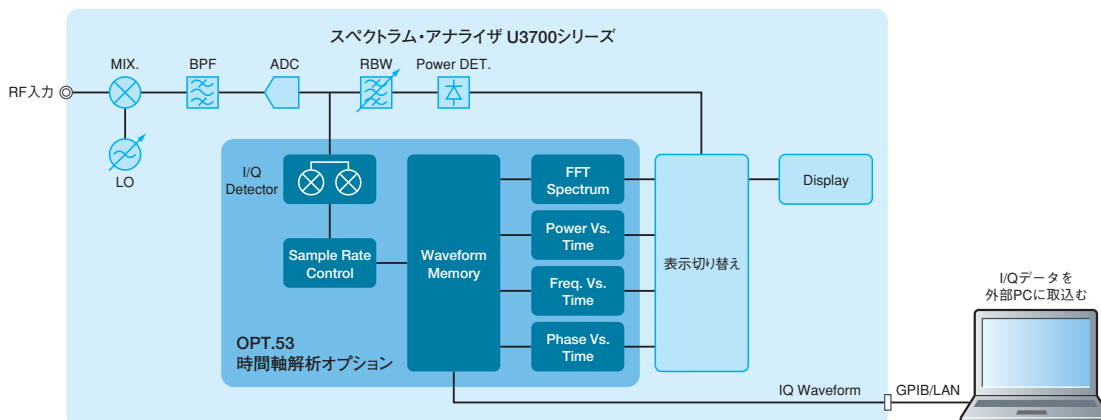 スペクトラム・アナライザ U3700シリーズ
MIX.
BPF
ADC
RBW
Power DET.
RF入力
LO
I/Q
Detector
Sample Rate
Control
Waveform
Memory
FFT
Spectrum
Power Vs.
Time
Freq. Vs.
Time
Phase Vs.
Time
表示切り替え
Display
OPT.53
時間軸解析オプション
I/Qデータを
外部PCに取込む
IQ Waveform
GPIB/LAN